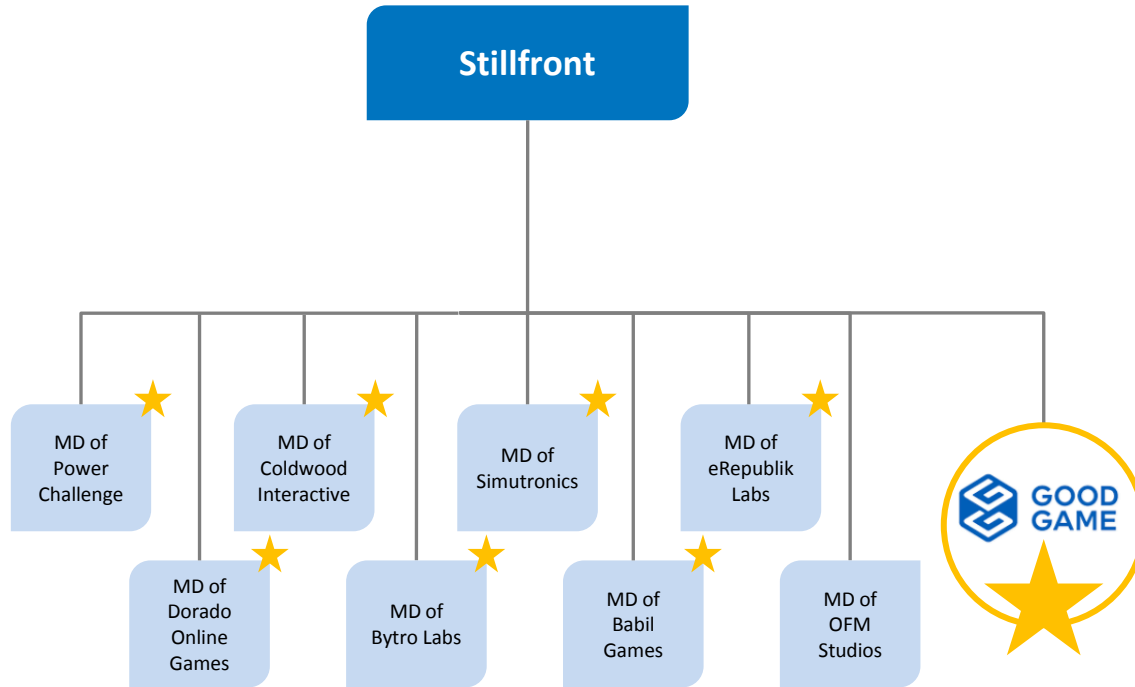 Stillfront
MD of
Power
Challenge
MD of
Coldwood
Interactive
MD of
Simutronics
MD of
eRepublik
Labs
GOOD
GAME
MD of
Dorado
Online
Games
MD of
Bytro Labs
MD of
Babil
Games
MD of
OFM
Studios